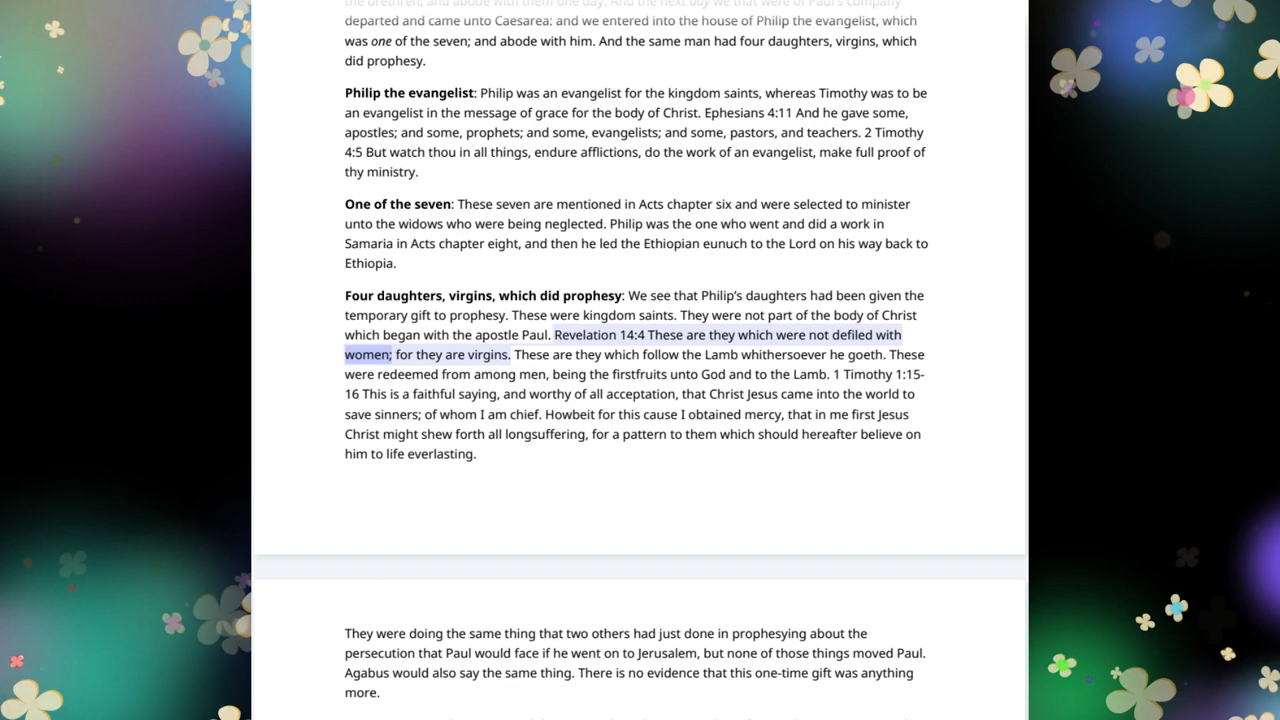 the brethren, and abode with them one day. And the next day we that were of Paul's company
departed and came unto Caesarea: and we entered into the house of Philip the evangelist, which
was one of the seven; and abode with him. And the same man had four daughters, virgins, which
did prophesy.
Philip the evangelist: Philip was an evangelist for the kingdom saints, whereas Timothy was to be
an evangelist in the message of grace for the body of Christ. Ephesians 4:11 And he gave some,
apostles; and some, prophets; and some, evangelists; and some, pastors, and teachers. 2 Timothy
4:5 But watch thou in all things, endure afflictions, do the work of an evangelist, make full proof of
thy ministry.
One of the seven: These seven are mentioned in Acts chapter six and were selected to minister
unto the widows who were being neglected. Philip was the one who went and did a work in
Samaria in Acts chapter eight, and then he led the Ethiopian eunuch to the Lord on his way back to
Ethiopia.
Four daughters, virgins, which did prophesy: We see that Philip’s daughters had been given the
temporary gift to prophesy. These were kingdom saints. They were not part of the body of Christ
which began with the apostle Paul. Revelation 14:4 These are they which were not defiled with
women; for they are virgins. These are they which follow the Lamb whithersoever he goeth. These
were redeemed from among men, being the firstfruits unto God and to the Lamb. 1 Timothy 1:15-
16 This is a faithful saying, and worthy of all acceptation, that Christ Jesus came into the world to
save sinners; of whom I am chief. Howbeit for this cause I obtained mercy, that in me first Jesus
Christ might shew forth all longsuffering, for a pattern to them which should hereafter believe on
him to life everlasting.
They were doing the same thing that two others had just done in prophesying about the
persecution that Paul would face if he went on to Jerusalem, but none of those things moved Paul.
Agabus would also say the same thing. There is no evidence that this one-time gift was anything
more.